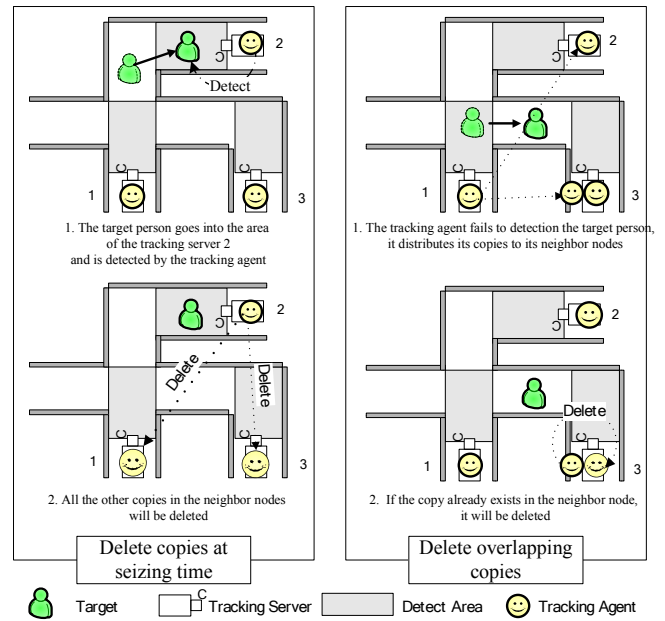 C
2
Detect
C
C
1
3
1. The target person goes into the area
of the tracking server 2
and is detected by the tracking agent
C
2
Delete
Delete
C
C
1
3
2. All the other copies in the neighbor nodes
will be deleted
Delete copies at
seizing time
C
2
C
C
1
3
1. The tracking agent fails to detection the target person,
it distributes its copies to its neighbor nodes
C
2
Delete
C
C
1
3
2. If the copy already exists in the neighbor node,
it will be deleted
Delete overlapping
copies
Target
C
Tracking Server
Detect Area
Tracking Agent